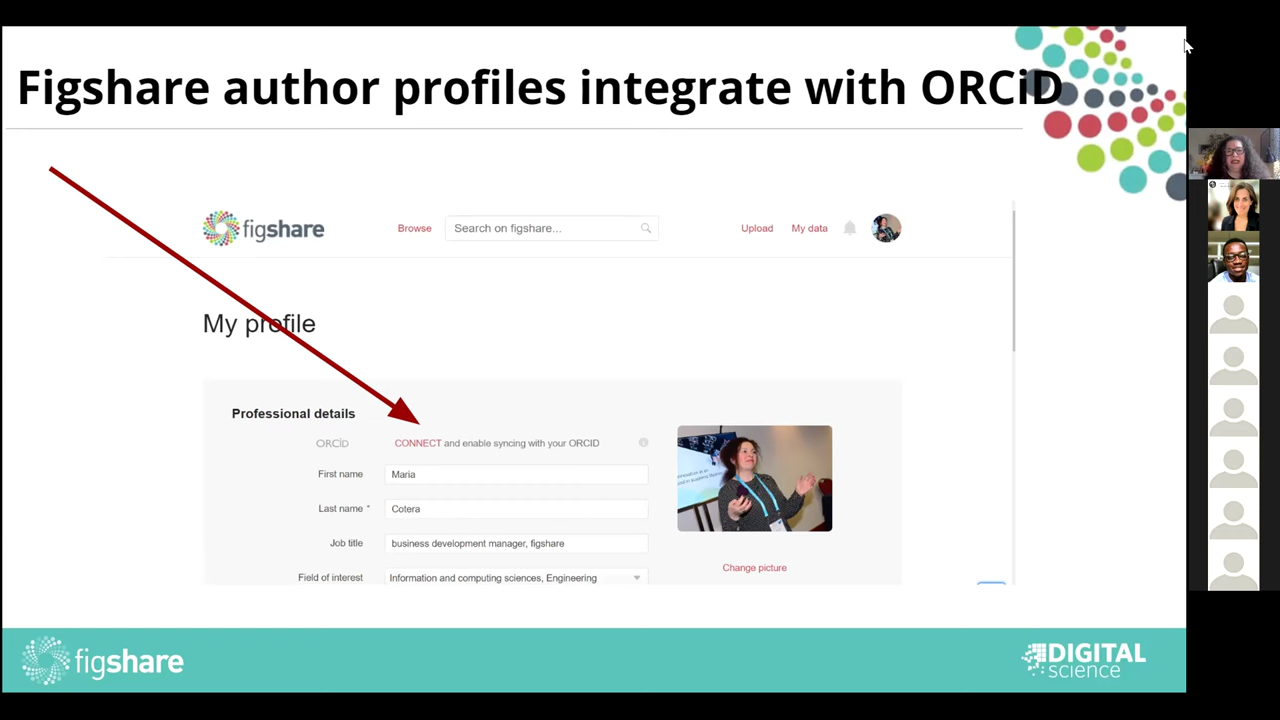 Figshare author profiles integrate with ORCiD
figshare
Browse
Search on figshare...
Upload
My data
My profile
Professional details
ORCiD
CONNECT and enable syncing with your ORCID
First name
Maria
Last name *
Cotera
Job title
business development manager, figshare
Field of interest
Information and computing sciences, Engineering
Change picture
figshare
DIGITAL
science